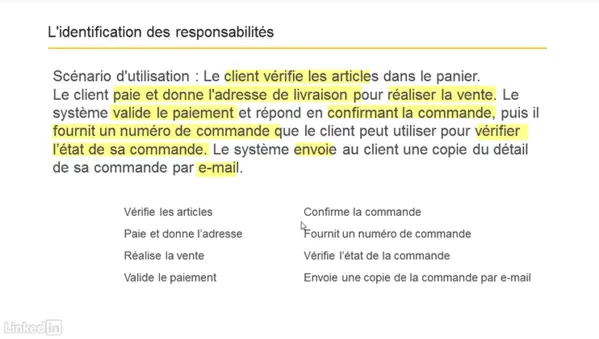 L'identification des responsabilités
Scénario d'utilisation : Le client vérifie les articles dans le panier.
Le client paie et donne l'adresse de livraison pour réaliser la vente. Le
système valide le paiement et répond en confirmant la commande, puis il
fournit un numéro de commande que le client peut utiliser pour vérifier
l'état de sa commande. Le système envoie au client une copie du détail
de sa commande par e-mail.
Vérifie les articles
Confirme la commande
Paie et donne l'adresse
Fournit un numéro de commande
Réalise la vente
Vérifie l'état de la commande
Valide le paiement
Envoie une copie de la commande par e-mail
Linked in